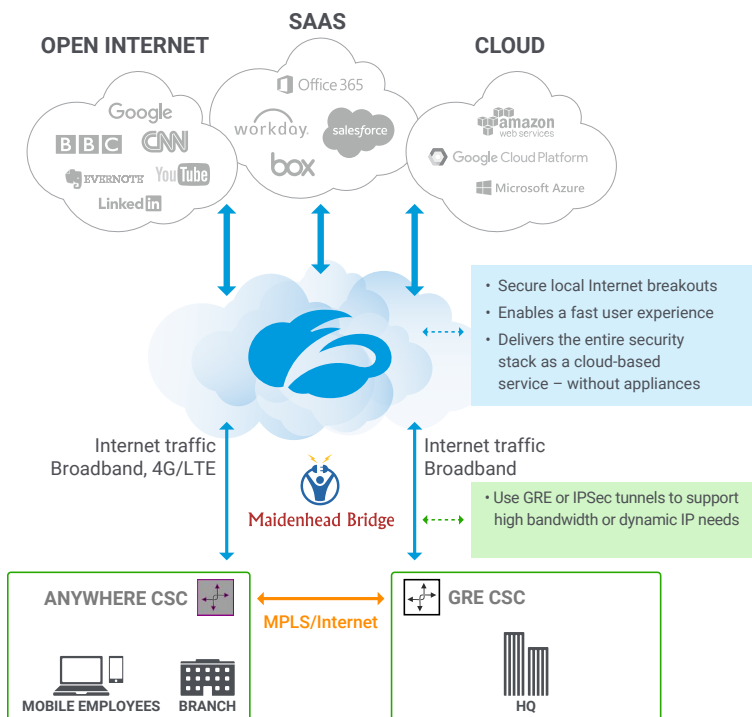 SAAS
OPEN INTERNET
CLOUD
Google
BBC
CNN
EVERNOTE
YouTube
Linked in
Office 365
workday.
salesforce
box
amazon
web services
Google Cloud Platform
Microsoft Azure
• Secure local Internet breakouts
• Enables a fast user experience
• Delivers the entire security
stack as a cloud-based
service – without appliances
Internet traffic
Broadband, 4G/LTE
Internet traffic
Broadband
Maidenhead Bridge
• Use GRE or IPSec tunnels to support
high bandwidth or dynamic IP needs
ANYWHERE CSC
MPLS/Internet
GRE CSC
MOBILE EMPLOYEES
BRANCH
HQ